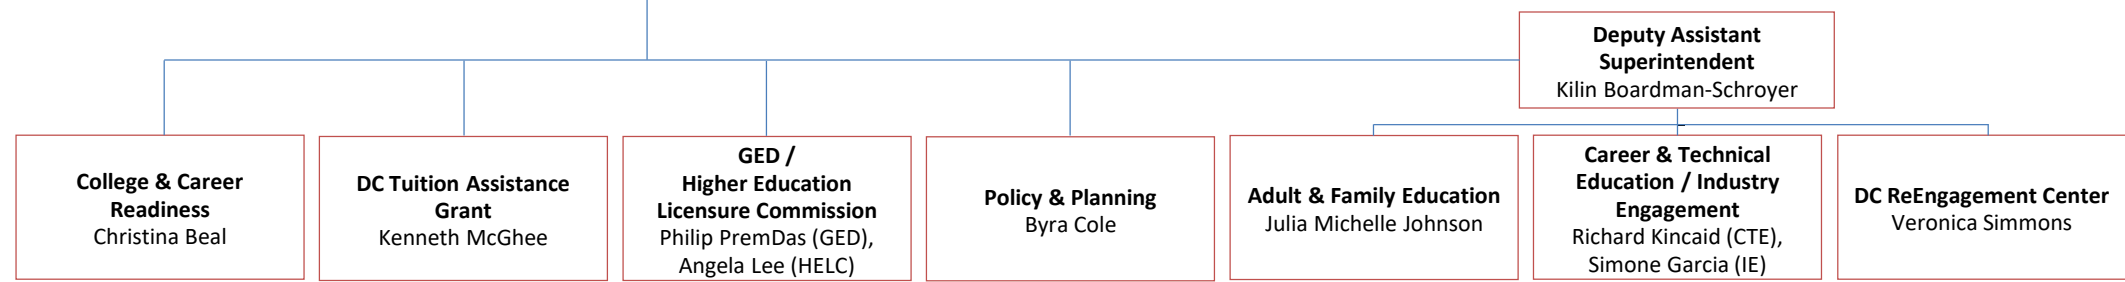 Deputy Assistant
Superintendent
Kilin Boardman-Schroyer
College & Career
Readiness
Christina Beal
DC Tuition Assistance
Grant
Kenneth McGhee
GED /
Higher Education
Licensure Commission
Philip PremDas (GED),
Angela Lee (HELC)
Policy & Planning
Byra Cole
Adult & Family Education
Julia Michelle Johnson
Career & Technical
Education / Industry
Engagement
Richard Kincaid (CTE),
Simone Garcia (IE)
DC ReEngagement Center
Veronica Simmons